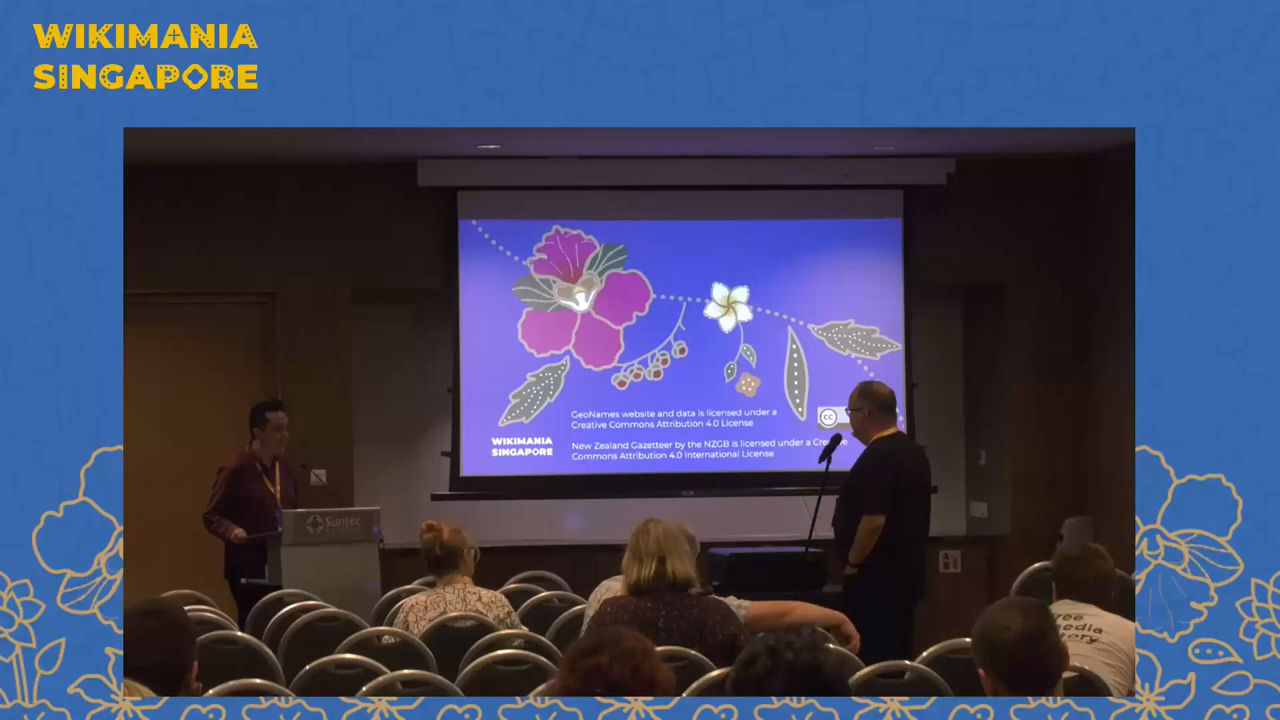 WIKIMANIA
SINGAPORE
GeoNames website and data is licensed under a
Creative Commons Attribution 4.0 License
cc
WIKIMANIA
SINGAPORE
New Zealand Gazetteer by the NZGB is licensed under a Creative
Commons Attribution 4.0 International License
Suntec